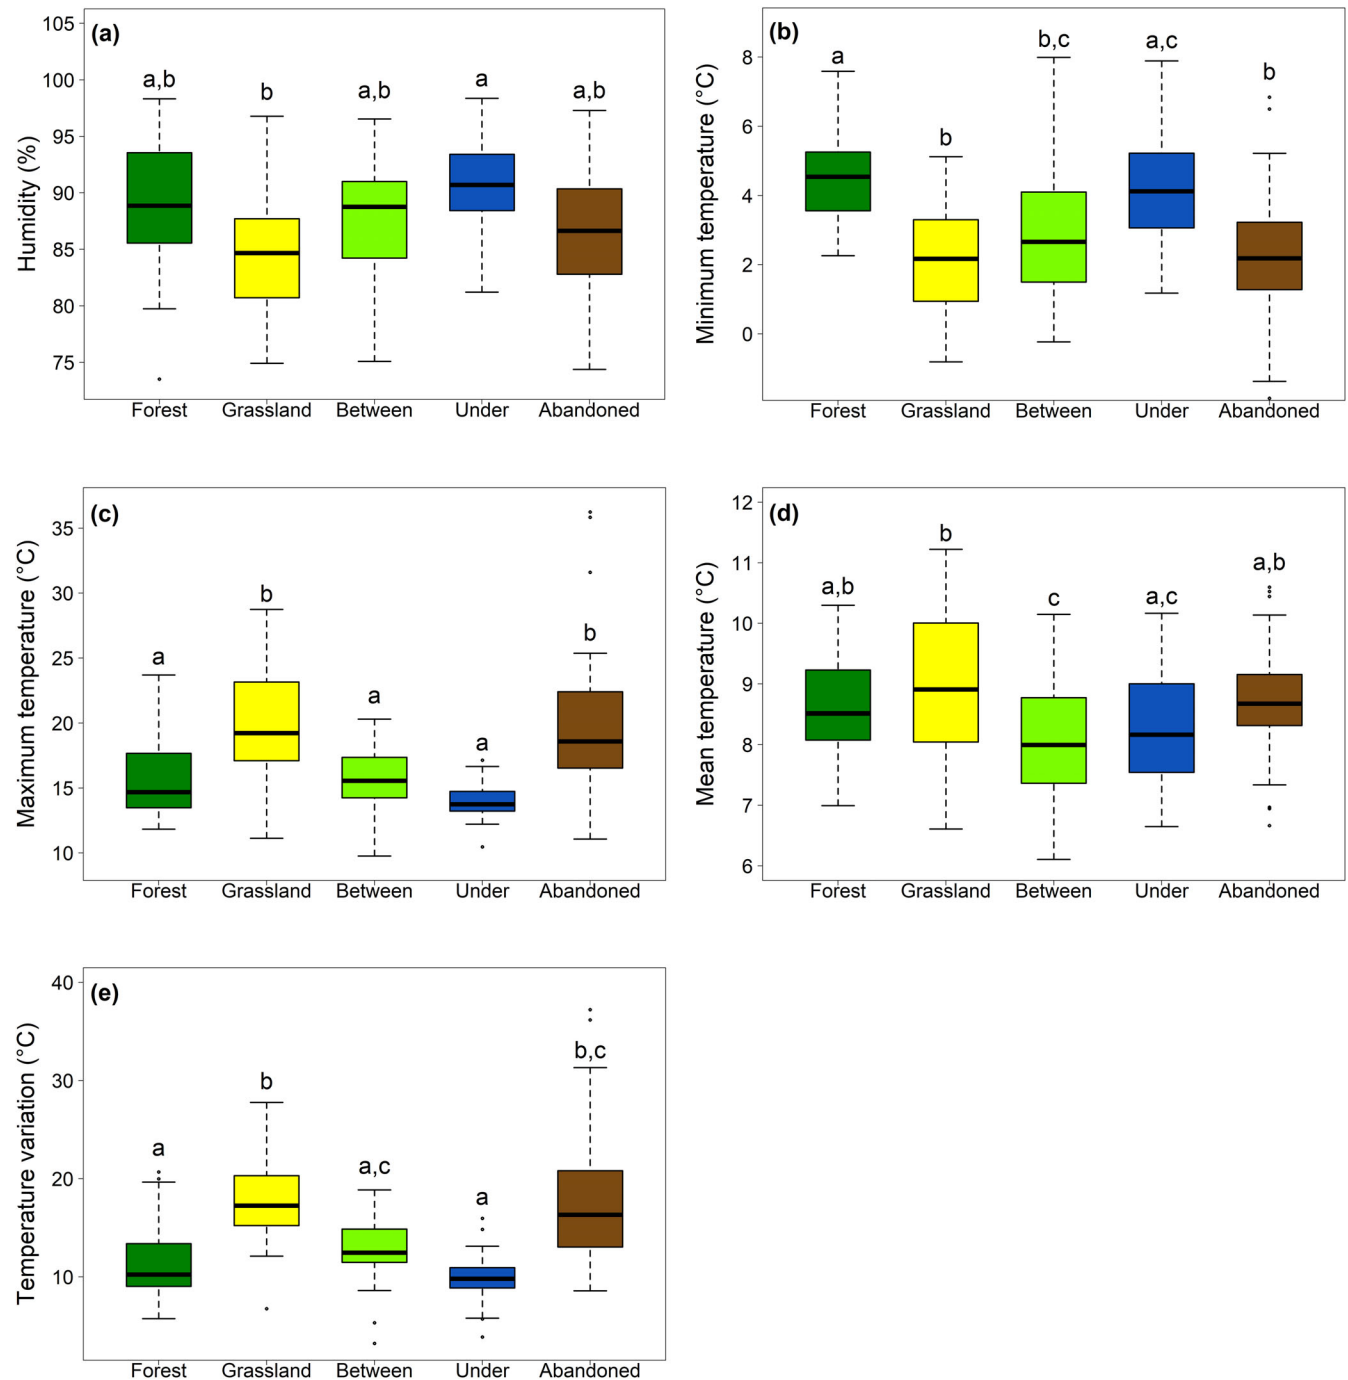 (a)
Humidity (%)
105
100
95
90
85
80
75
a,b
b
a,b
a
a,b
Forest Grassland Between Under Abandoned
(b)
Minimum temperature (°C)
8
6
4
2
0
a
b
b,c
a,c
b
Forest Grassland Between Under Abandoned
(c)
Maximum temperature (°C)
35
30
25
20
15
10
a
b
a
a
b
Forest Grassland Between Under Abandoned
(d)
Mean temperature (°C)
12
11
10
9
8
7
6
a,b
b
c
a,c
a,b
Forest Grassland Between Under Abandoned
(e)
Temperature variation (°C)
40
30
20
10
a
b
a,c
a
b,c
Forest Grassland Between Under Abandoned